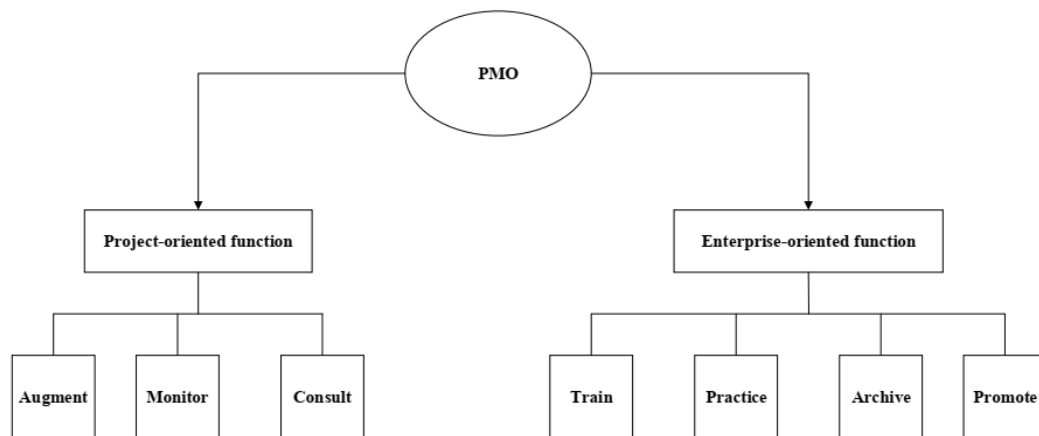 PMO
Project-oriented function
Enterprise-oriented function
Augment
Monitor
Consult
Train
Practice
Archive
Promote